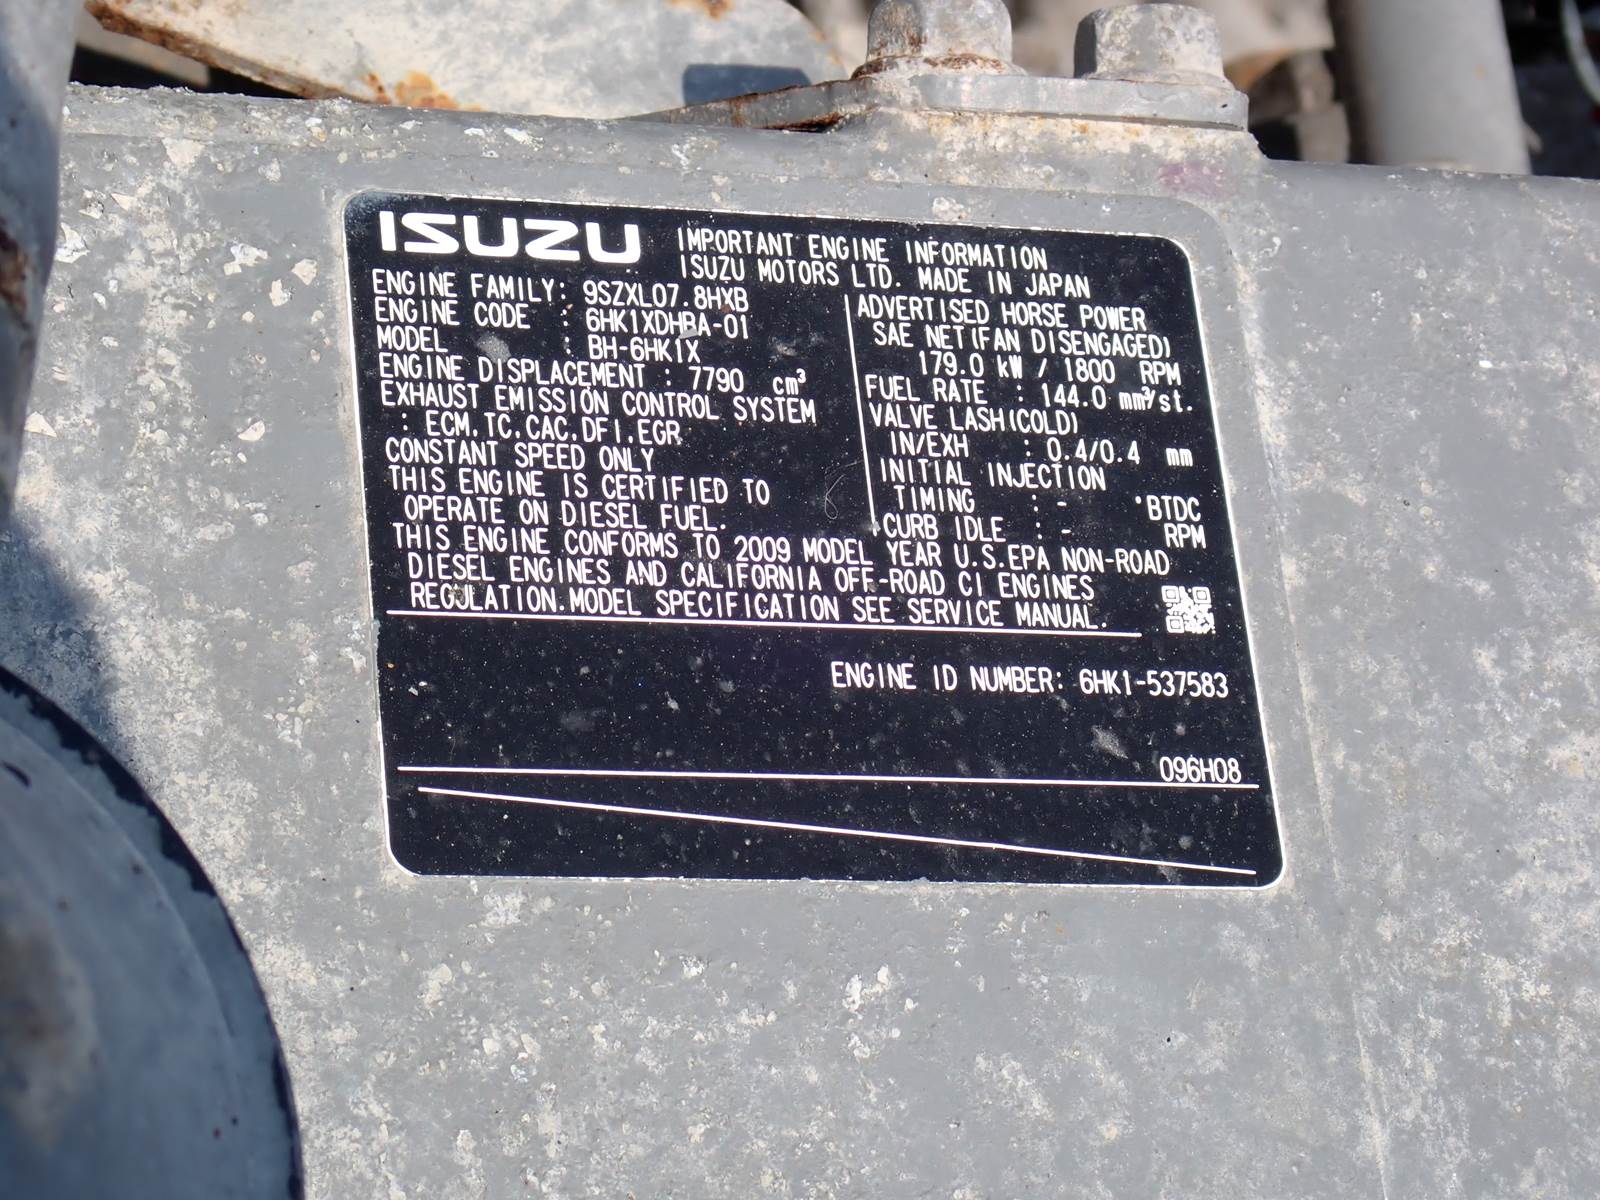 ISUZU
IMPORTANT ENGINE INFORMATION
ISUZU MOTORS LTD. MADE IN JAPAN
ENGINE FAMILY: 9SZXL07.8HXB
ENGINE CODE : 6HK1XDHBA-01
MODEL : BH-6HK1X
ENGINE DISPLACEMENT : 7790 cm³
EXHAUST EMISSION CONTROL SYSTEM
: ECM,TC,CAC,DFI,EGR
CONSTANT SPEED ONLY
THIS ENGINE IS CERTIFIED TO
OPERATE ON DIESEL FUEL.
ADVERTISED HORSE POWER
SAE NET(FAN DISENGAGED)
179.0 kW / 1800 RPM
FUEL RATE : 144.0 mm³/st.
VALVE LASH(COLD)
IN/EXH : 0.4/0.4 mm
INITIAL INJECTION
TIMING : - °BTDC
CURB IDLE : - RPM
THIS ENGINE CONFORMS TO 2009 MODEL YEAR U.S.EPA NON-ROAD
DIESEL ENGINES AND CALIFORNIA OFF-ROAD CI ENGINES
REGULATION.MODEL SPECIFICATION SEE SERVICE MANUAL.
ENGINE ID NUMBER: 6HK1-537583
096H08